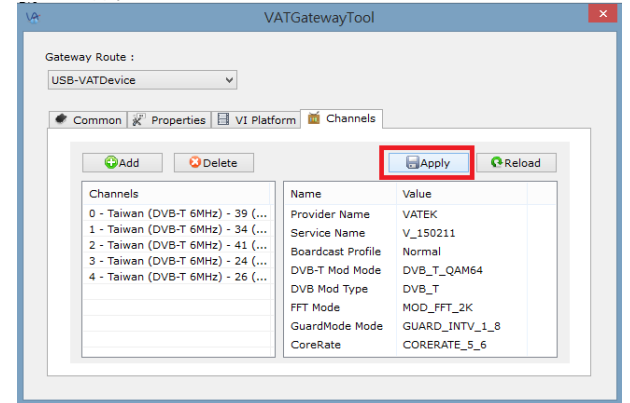 VATGatewayTool
Gateway Route :
USB-VATDevice
Common Properties VI Platform Channels
Add Delete Apply Reload
Channels Name Value
0 - Taiwan (DVB-T 6MHz) - 39 (... Provider Name VATEK
1 - Taiwan (DVB-T 6MHz) - 34 (... Service Name V_150211
2 - Taiwan (DVB-T 6MHz) - 41 (... Boardcast Profile Normal
3 - Taiwan (DVB-T 6MHz) - 24 (... DVB-T Mod Mode DVB_T_QAM64
4 - Taiwan (DVB-T 6MHz) - 26 (... DVB Mod Type DVB_T
FFT Mode MOD_FFT_2K
GuardMode Mode GUARD_INTV_1_8
CoreRate CORERATE_5_6